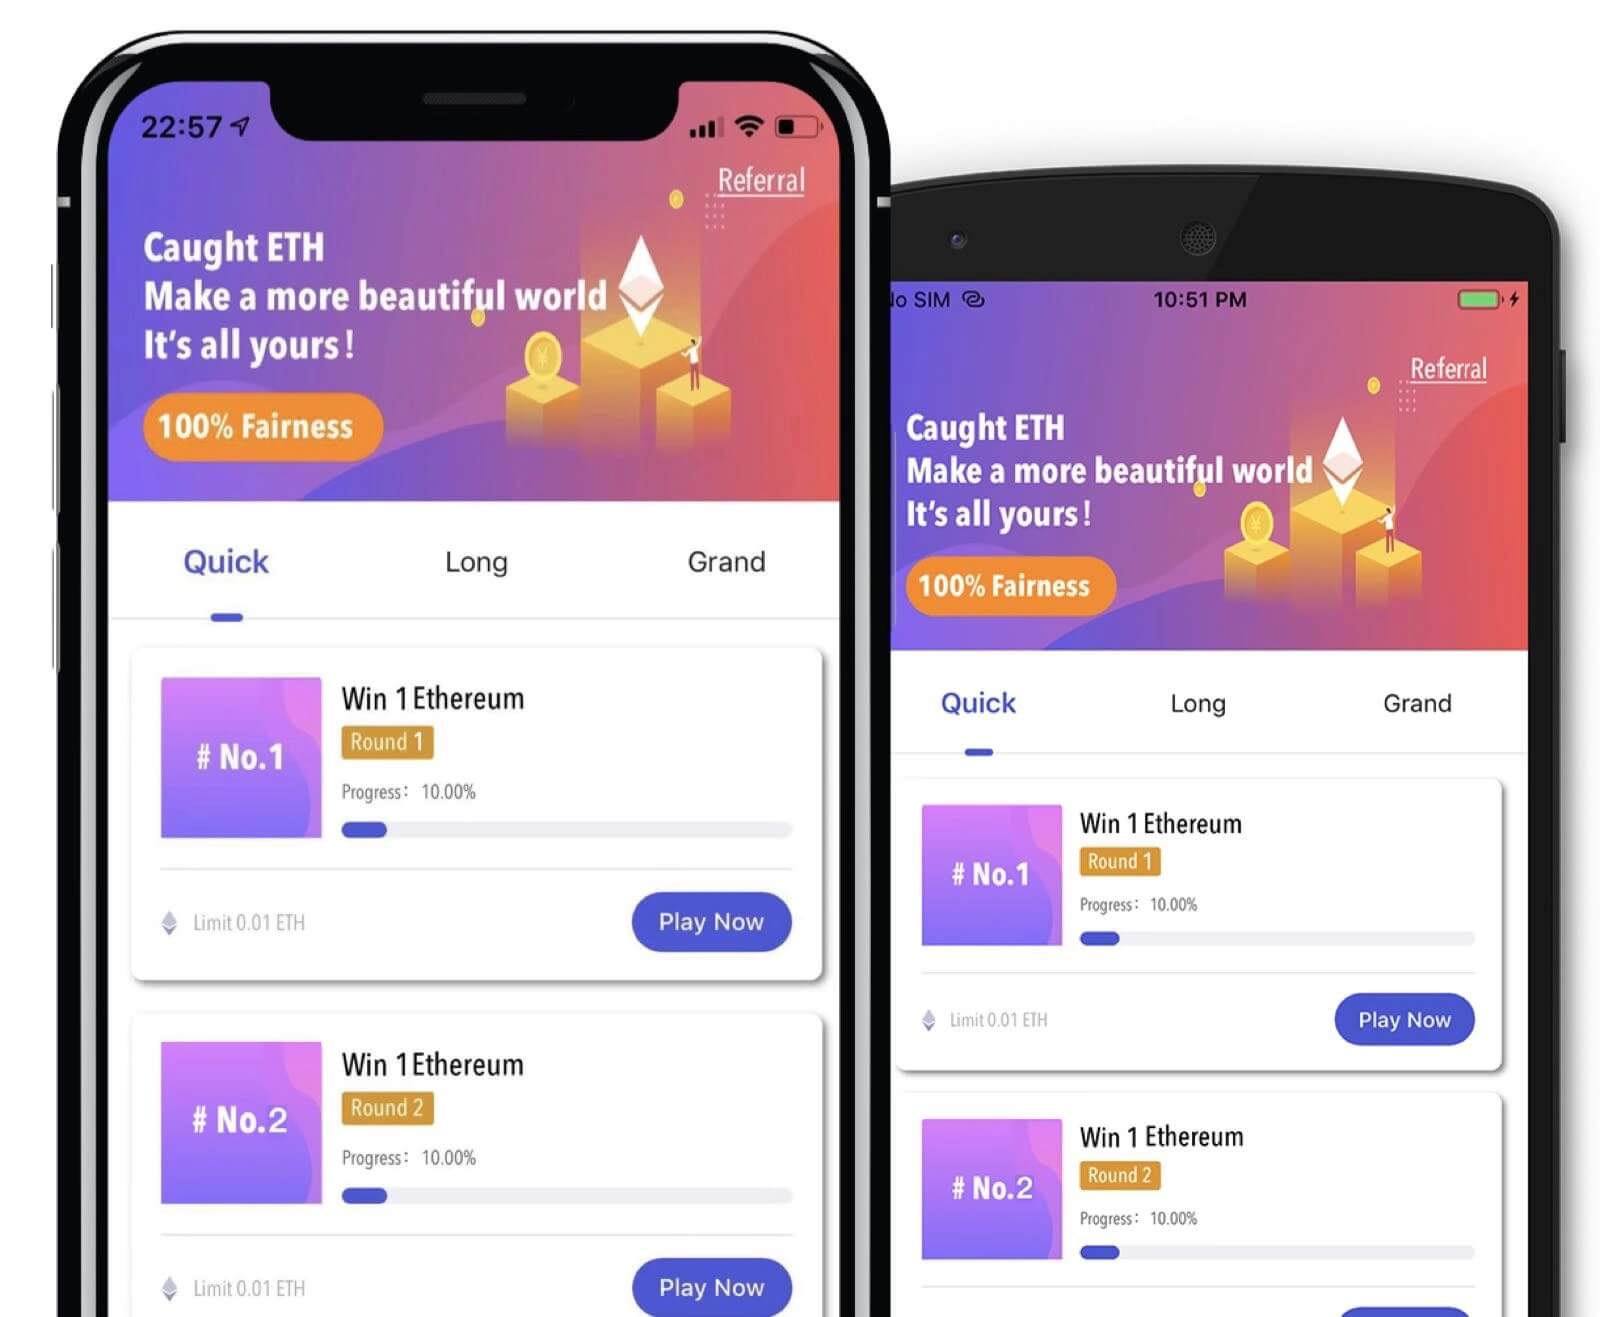 22:57
Referral
Caught ETH
Make a more beautiful world
It's all yours!
100% Fairness
Quick Long Grand
# No.1
Win 1 Ethereum
Round 1
Progress: 10.00%
Limit 0.01 ETH
Play Now
# No.2
Win 1 Ethereum
Round 2
Progress: 10.00%
Limit 0.01 ETH
Play Now
SIM 10:51 PM
Referral
Caught ETH
Make a more beautiful world
It's all yours!
100% Fairness
Quick Long Grand
# No.1
Win 1 Ethereum
Round 1
Progress: 10.00%
Limit 0.01 ETH
Play Now
# No.2
Win 1 Ethereum
Round 2
Progress: 10.00%